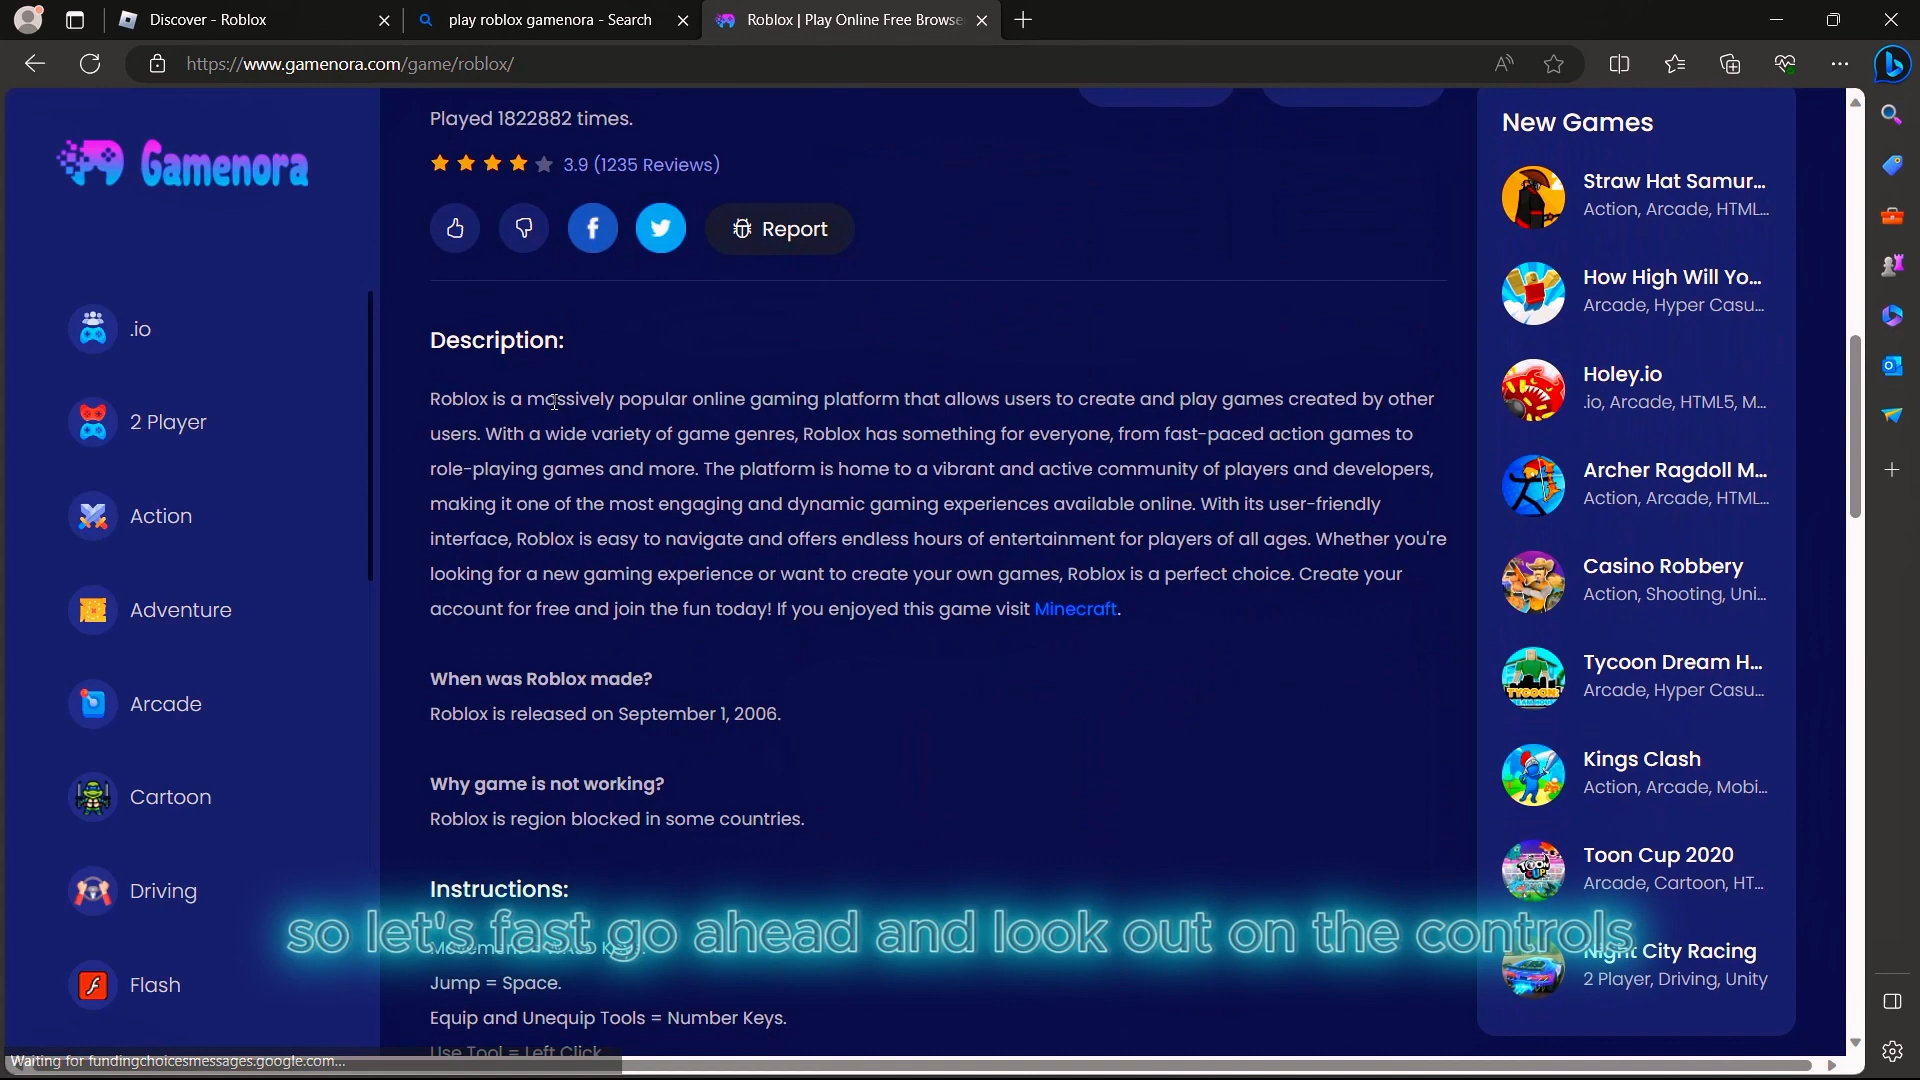 Discover - Roblox
play roblox gamenora - Search
Roblox | Play Online Free Browse
https://www.gamenora.com/game/roblox/
Gamenora
.io
2 Player
Action
Adventure
Arcade
Cartoon
Driving
Flash
Played 1822882 times.
3.9 (1235 Reviews)
Report
Description:
Roblox is a massively popular online gaming platform that allows users to create and play games created by other
users. With a wide variety of game genres, Roblox has something for everyone, from fast-paced action games to
role-playing games and more. The platform is home to a vibrant and active community of players and developers,
making it one of the most engaging and dynamic gaming experiences available online. With its user-friendly
interface, Roblox is easy to navigate and offers endless hours of entertainment for players of all ages. Whether you're
looking for a new gaming experience or want to create your own games, Roblox is a perfect choice. Create your
account for free and join the fun today! If you enjoyed this game visit Minecraft.
When was Roblox made?
Roblox is released on September 1, 2006.
Why game is not working?
Roblox is region blocked in some countries.
Instructions:
so let's fast go ahead and look out on the controls
Jump = Space.
Equip and Unequip Tools = Number Keys.
Use Tool = Left Click
New Games
Straw Hat Samur...
Action, Arcade, HTML...
How High Will Yo...
Arcade, Hyper Casu...
Holey.io
.io, Arcade, HTML5, M...
Archer Ragdoll M...
Action, Arcade, HTML...
Casino Robbery
Action, Shooting, Uni...
Tycoon Dream H...
Arcade, Hyper Casu...
Kings Clash
Action, Arcade, Mobi...
Toon Cup 2020
Arcade, Cartoon, HT...
Night City Racing
2 Player, Driving, Unity
Waiting for fundingchoicesmessages.google.com...